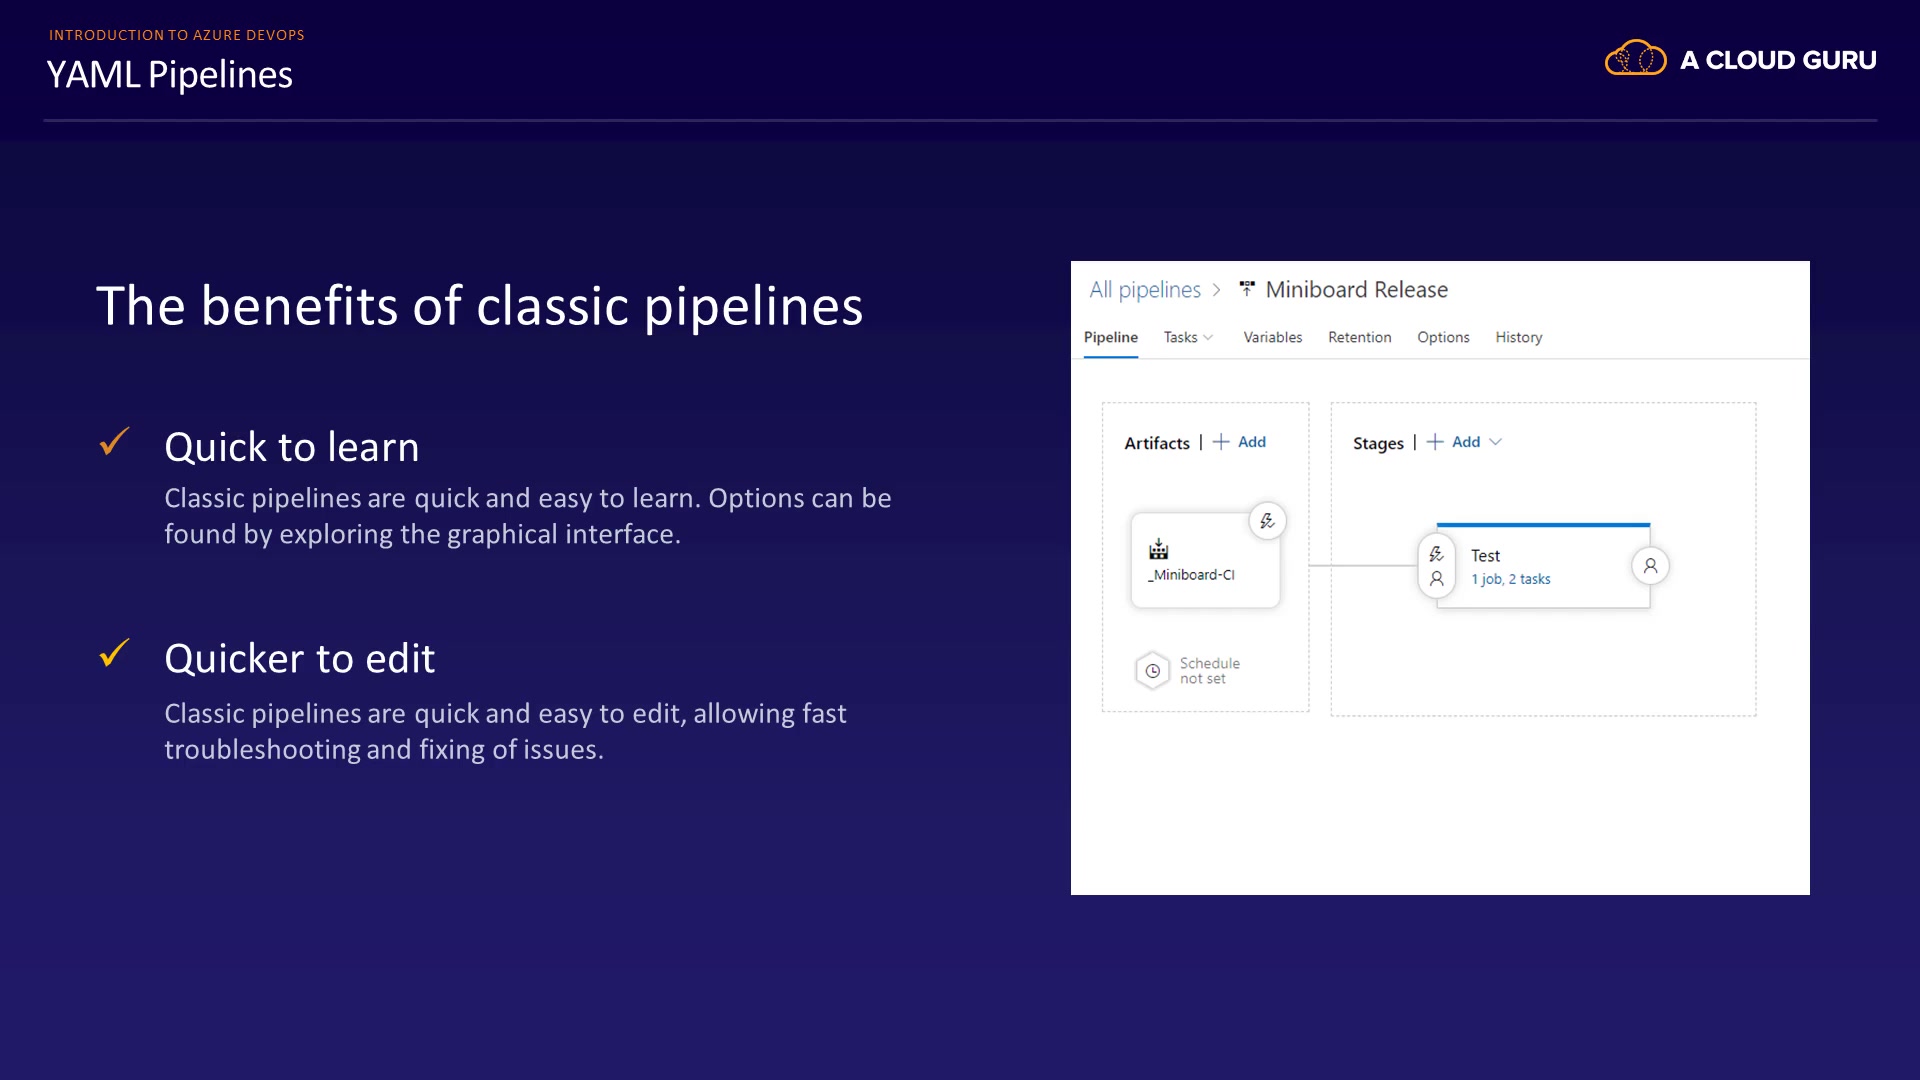 INTRODUCTION TO AZURE DEVOPS
YAML Pipelines
A CLOUD GURU
The benefits of classic pipelines
Quick to learn
Classic pipelines are quick and easy to learn. Options can be
found by exploring the graphical interface.
Quicker to edit
Classic pipelines are quick and easy to edit, allowing fast
troubleshooting and fixing of issues.
All pipelines > Miniboard Release
Pipeline Tasks Variables Retention Options History
Artifacts | + Add
Stages | + Add
_Miniboard-CI
Test
1 job, 2 tasks
Schedule
not set